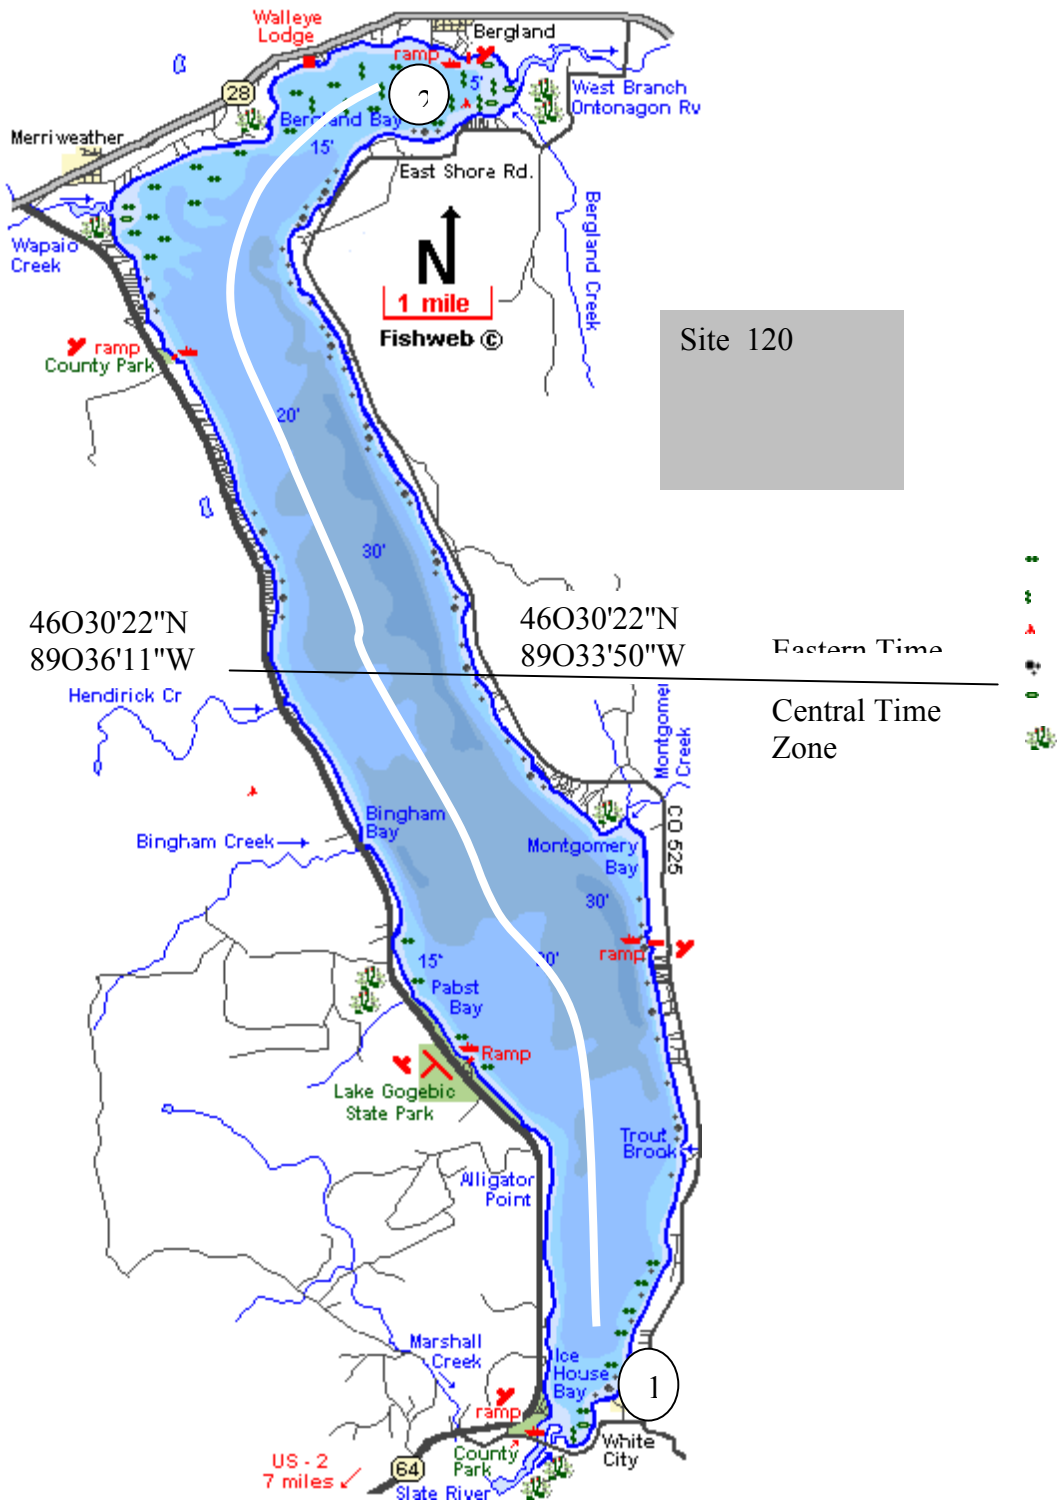 Walleye
Lodge
Bergland
ramp
5'
West Branch
Ontonagon Rv
28
Bergland Bay
15'
Merriweather
East Shore Rd.
Bergland Creek
Wapaio
Creek
N
1 mile
Fishweb ©
ramp
County Park
Site 120
20'
30'
46O30'22"N
89O36'11"W
46O30'22"N
89O33'50"W
Eastern Time
Central Time
Zone
Hendirick Cr
Montgomer
Creek
Bingham
Bay
Bingham Creek
CO 525
Montgomery
Bay
30'
ramp
15'
Pabst
Bay
Ramp
Lake Gogebic
State Park
Trout
Brook
Alligator
Point
Marshall
Creek
Ice
House
Bay
1
ramp
County
Park
White
City
US - 2
7 miles
64
Slate River